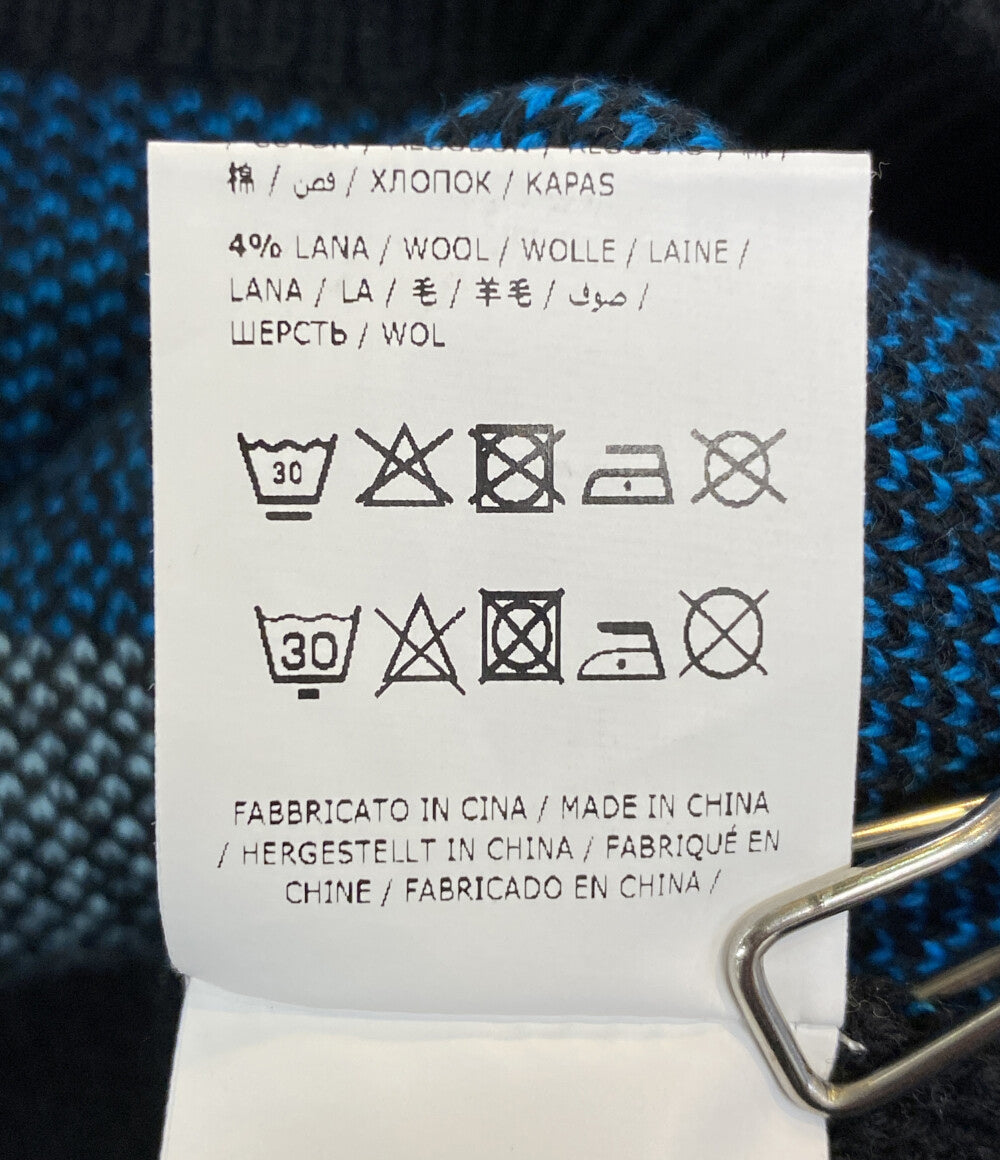 棉 / قطن / ХЛОПОК / KAPAS
4% LANA / WOOL / WOLLE / LAINE /
LANA / LÃ / 毛 / 羊毛 / صوف /
ШЕРСТЬ / WOL
30
30
FABBRICATO IN CINA / MADE IN CHINA
/ HERGESTELLT IN CHINA / FABRIQUÉ EN
CHINE / FABRICADO EN CHINA /